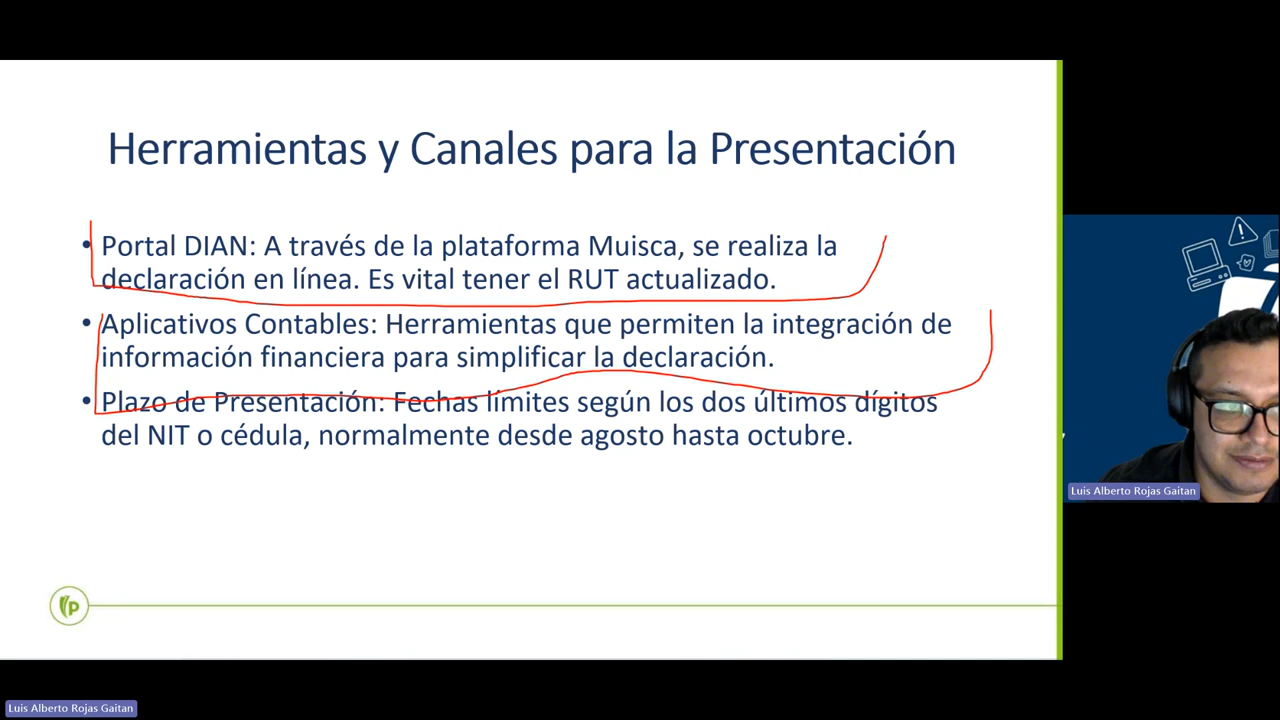 Herramientas y Canales para la Presentación
• Portal DIAN: A través de la plataforma Muisca, se realiza la
declaración en línea. Es vital tener el RUT actualizado.
• Aplicativos Contables: Herramientas que permiten la integración de
información financiera para simplificar la declaración.
• Plazo de Presentación: Fechas límites según los dos últimos dígitos
del NIT o cédula, normalmente desde agosto hasta octubre.
P
Luis Alberto Rojas Gaitan
Luis Alberto Rojas Gaitan